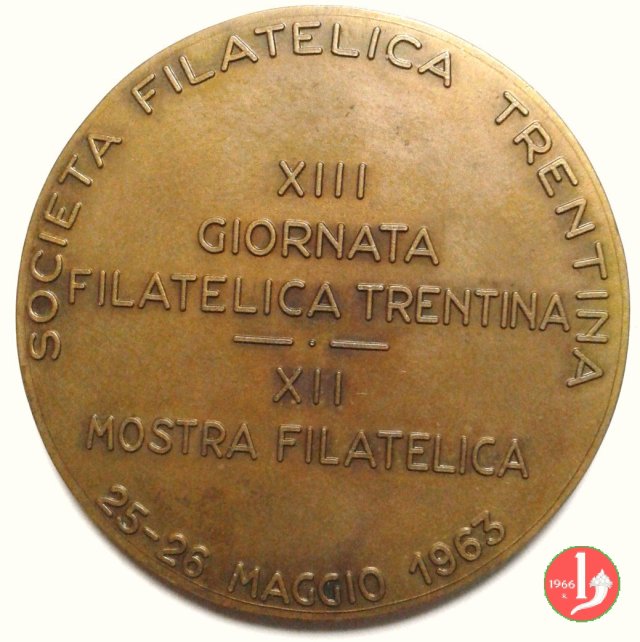 SOCIETA FILATELICA TRENTINA
XIII
GIORNATA
FILATELICA TRENTINA
XII
MOSTRA FILATELICA
25-26 MAGGIO 1963
1966
R.